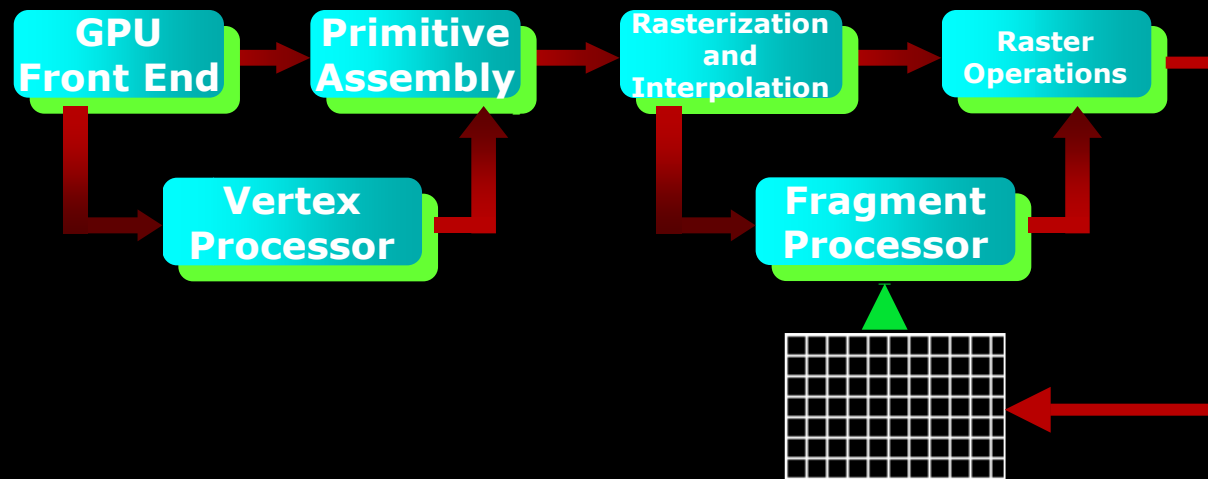 GPU
Front End
Primitive
Assembly
Rasterization
and
Interpolation
Raster
Operations
Vertex
Processor
Fragment
Processor